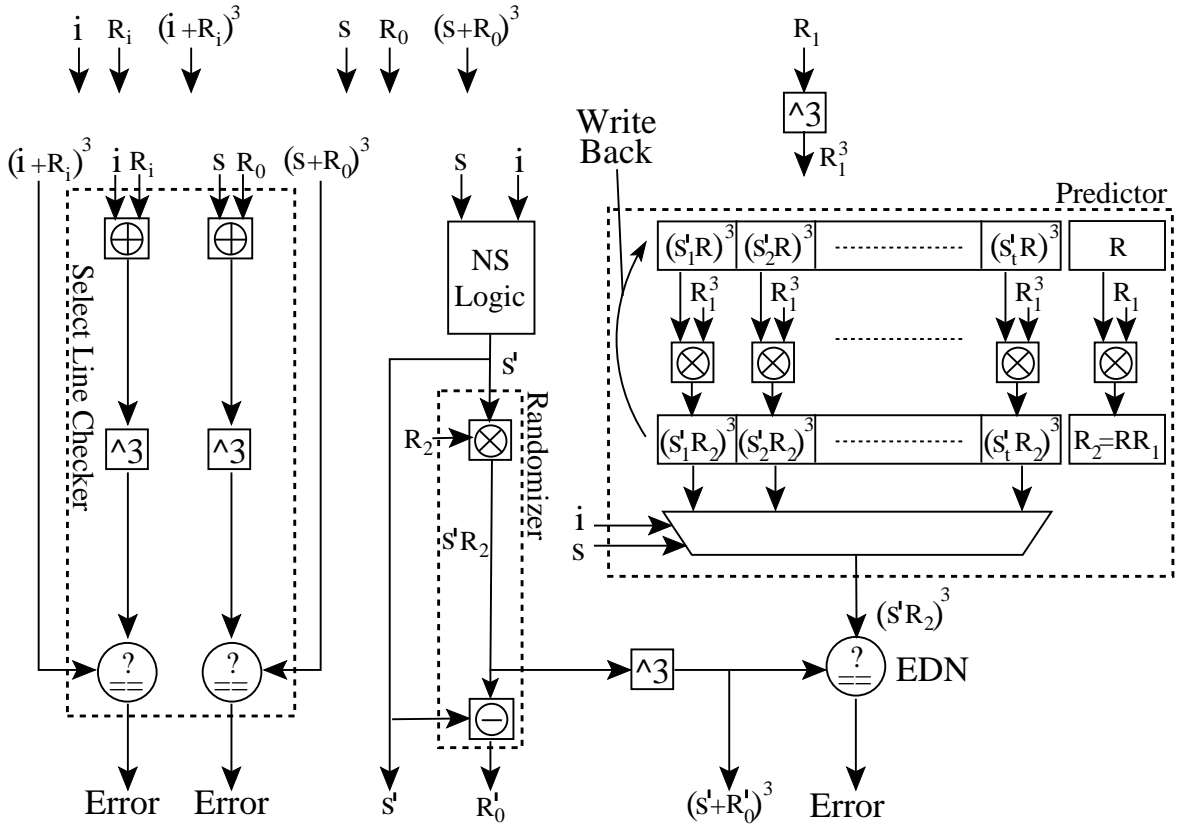 i R_i (i+R_i)^3 s R_0 (s+R_0)^3 R_1
^3
R_1^3
Write
Back
(i+R_i)^3 i R_i s R_0 (s+R_0)^3 s i
Predictor
⊕ ⊕
NS
Logic
(s'_1R)^3 (s'_2R)^3 (s'_tR)^3 R
R_1^3 R_1^3 R_1^3 R_1
⊗ ⊗ ⊗ ⊗
Select Line Checker
s'
Randomizer
R_2 ⊗
(s'_1R_2)^3 (s'_2R_2)^3 (s'_tR_2)^3 R_2=RR_1
^3 ^3
i
s
s'R_2
(s'R_2)^3
?
==
?
==
^3
?
==
EDN
−
Error Error s' R'_0 (s'+R'_0)^3 Error